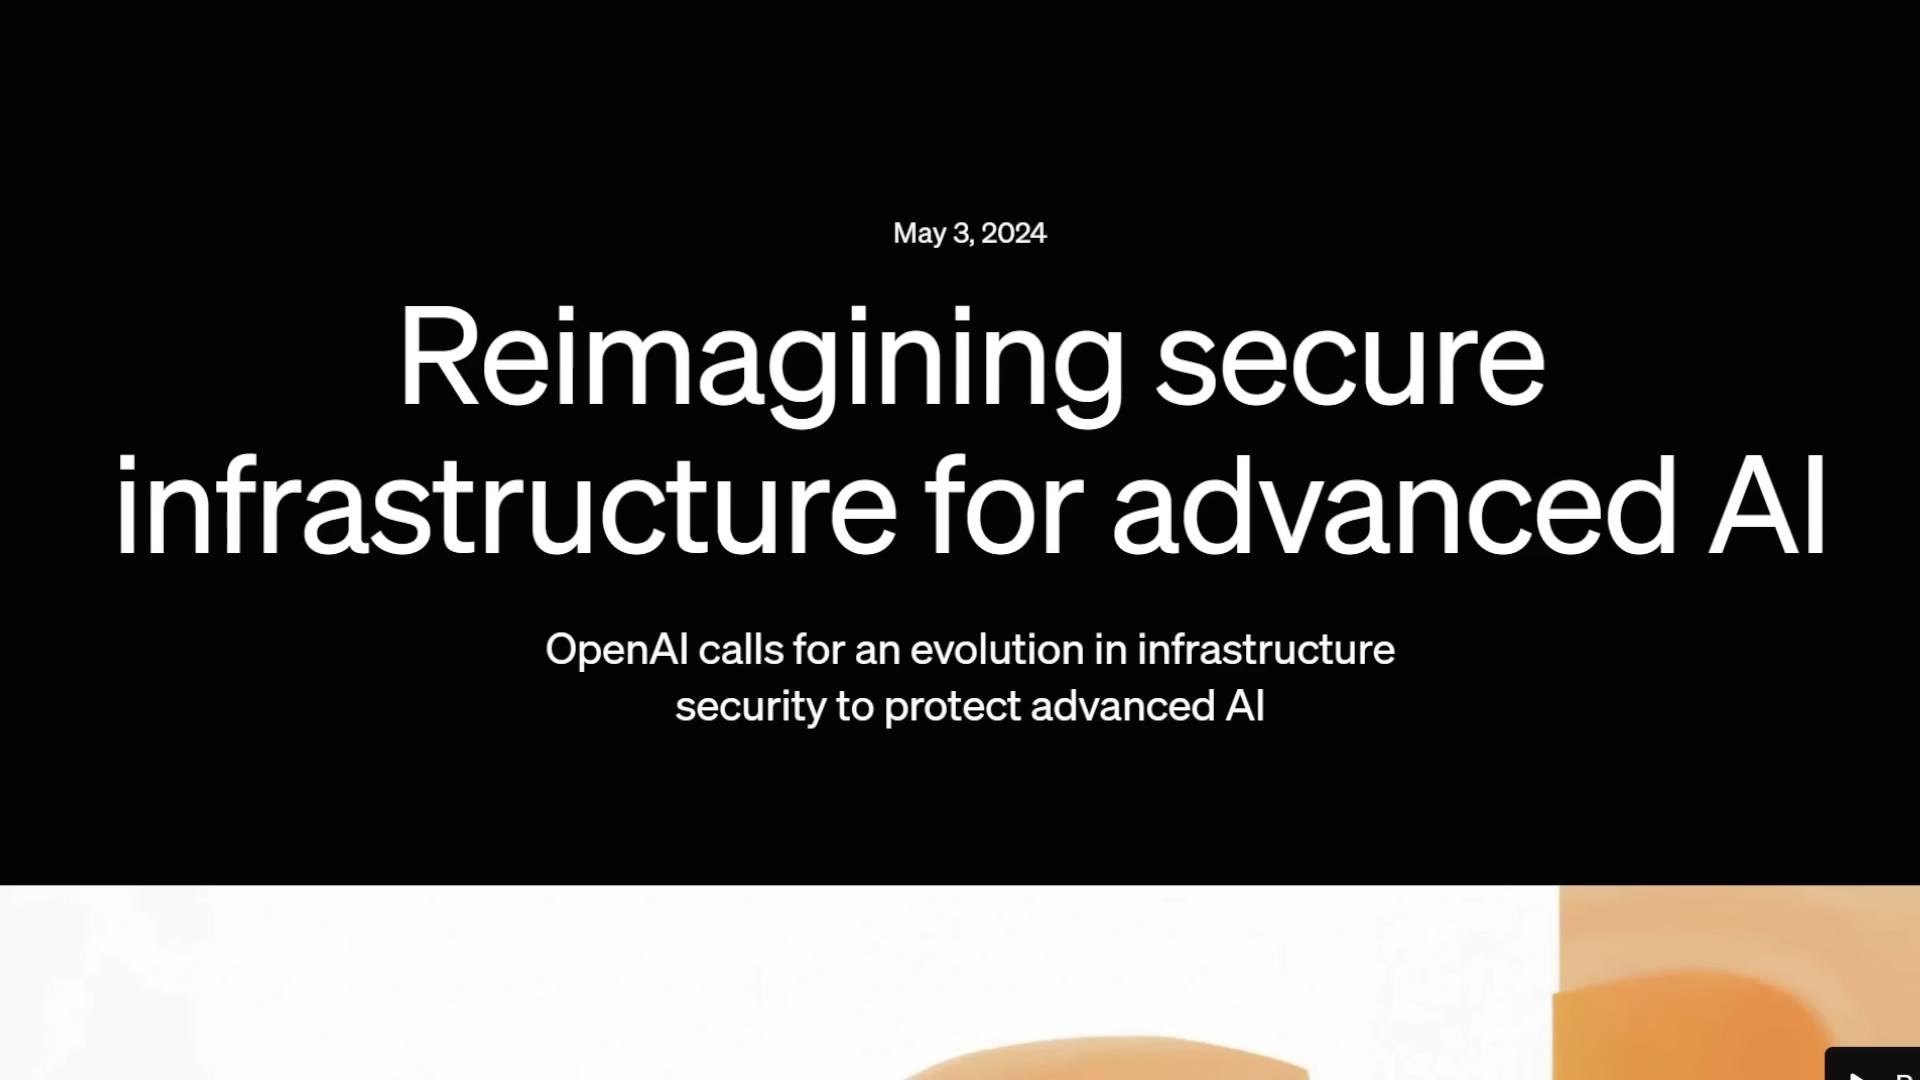 May 3, 2024
Reimagining secure
infrastructure for advanced AI
OpenAI calls for an evolution in infrastructure
security to protect advanced AI